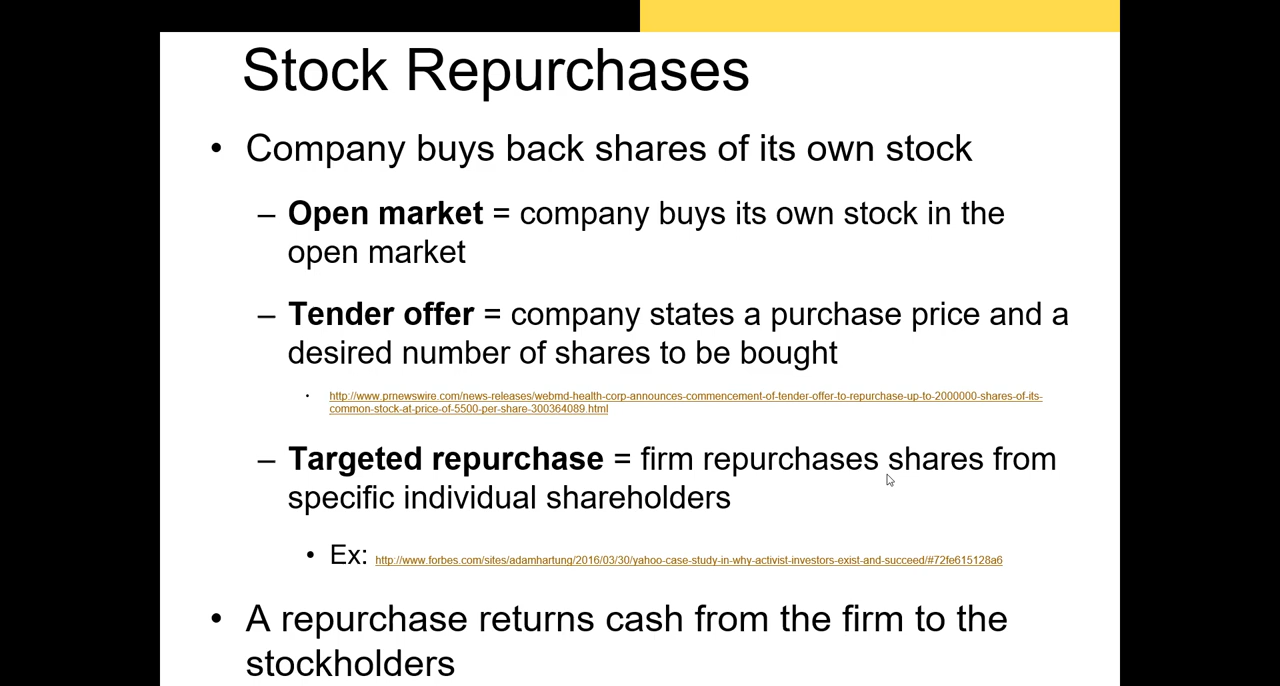 Stock Repurchases
• Company buys back shares of its own stock
– Open market = company buys its own stock in the
open market
– Tender offer = company states a purchase price and a
desired number of shares to be bought
• http://www.prnewswire.com/news-releases/webmd-health-corp-announces-commencement-of-tender-offer-to-repurchase-up-to-2000000-shares-of-its-
common-stock-at-price-of-5500-per-share-300364089.html
– Targeted repurchase = firm repurchases shares from
specific individual shareholders
• Ex: http://www.forbes.com/sites/adamhartung/2016/03/30/yahoo-case-study-in-why-activist-investors-exist-and-succeed/#72fe615128a6
• A repurchase returns cash from the firm to the
stockholders